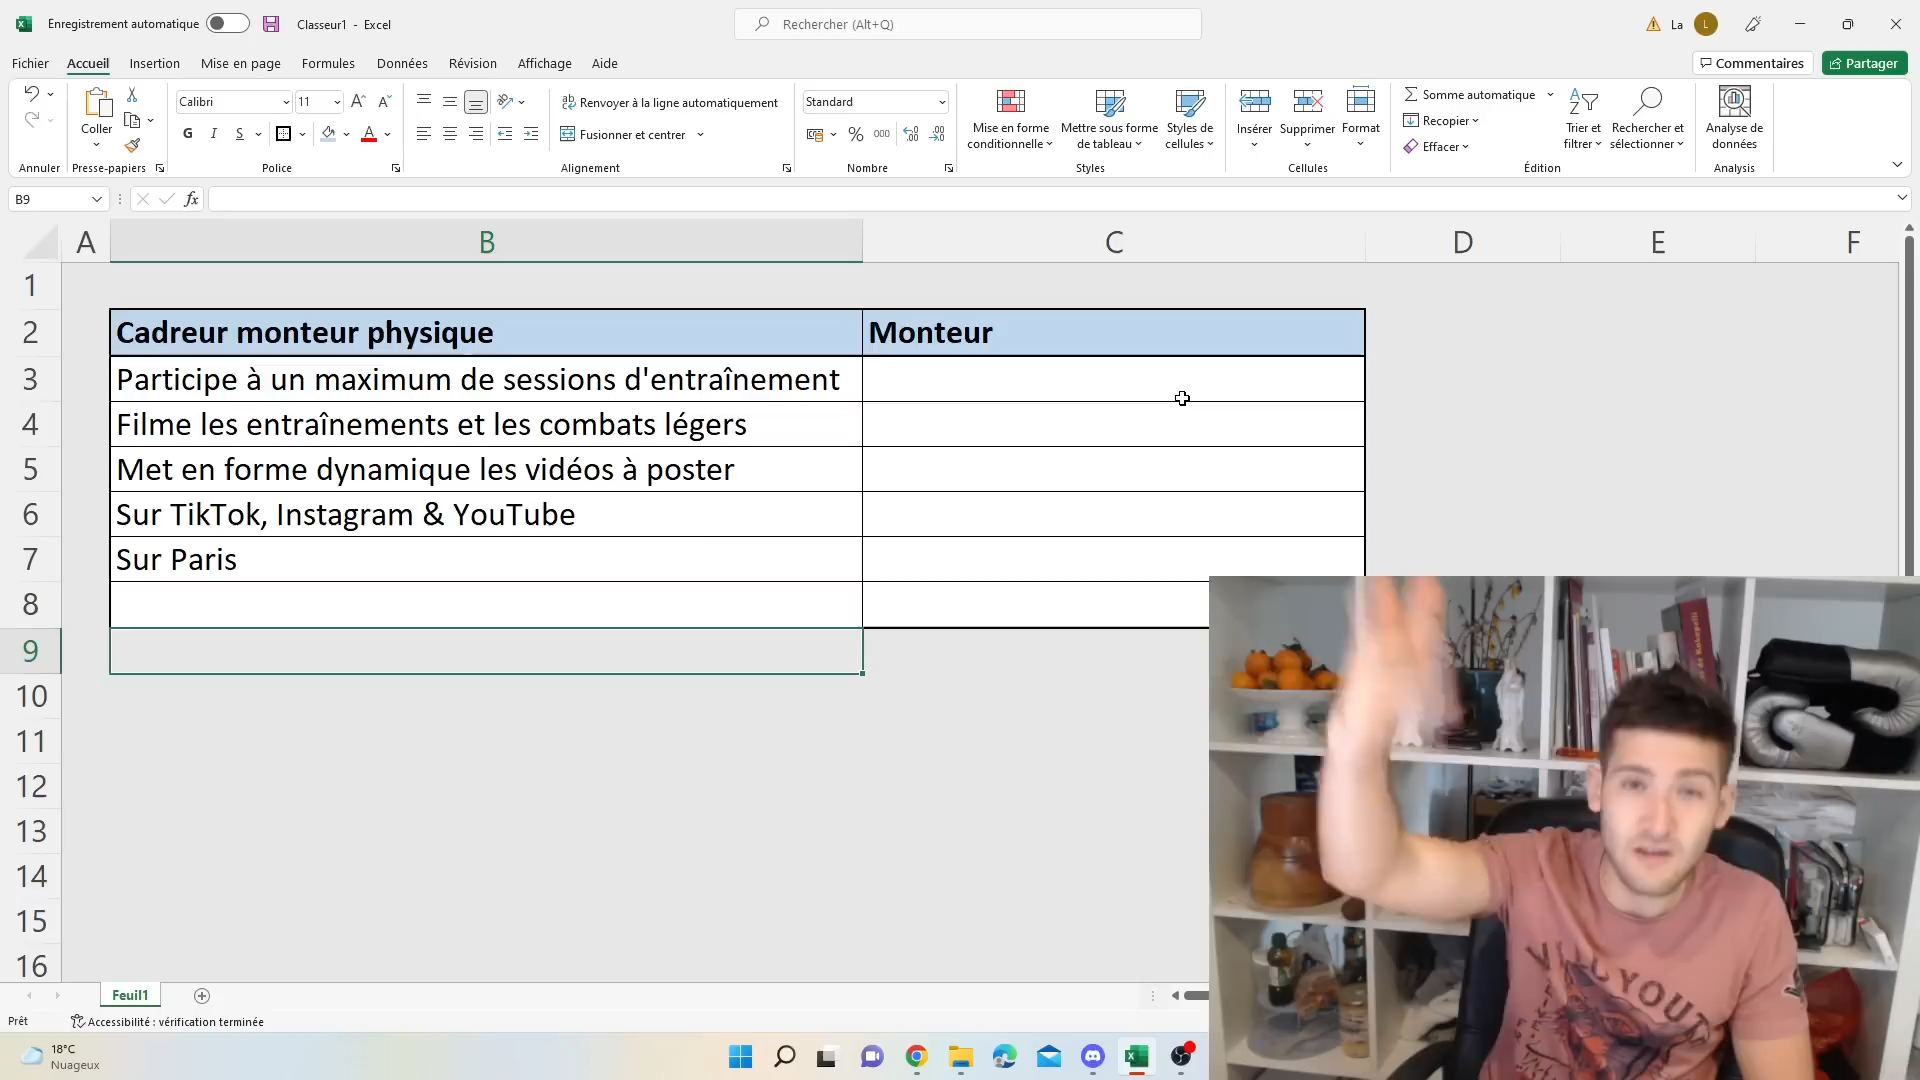 Enregistrement automatique
Classeur1 - Excel
Rechercher (Alt+Q)
La
L
Fichier
Accueil
Insertion
Mise en page
Formules
Données
Révision
Affichage
Aide
Commentaires
Partager
Coller
Calibri
11
G I S
Renvoyer à la ligne automatiquement
Fusionner et centrer
Standard
% 000
Mise en forme
conditionnelle
Mettre sous forme
de tableau
Styles de
cellules
Insérer
Supprimer
Format
Somme automatique
Recopier
Effacer
Trier et
filtrer
Rechercher et
sélectionner
Analyse de
données
Annuler
Presse-papiers
Police
Alignement
Nombre
Styles
Cellules
Édition
Analysis
B9
fx
A B C D E F
1
2 Cadreur monteur physique Monteur
3 Participe à un maximum de sessions d'entraînement
4 Filme les entraînements et les combats légers
5 Met en forme dynamique les vidéos à poster
6 Sur TikTok, Instagram & YouTube
7 Sur Paris
8
9
10
11
12
13
14
15
16
Feuil1
Prêt
Accessibilité : vérification terminée
18°C
Nuageux